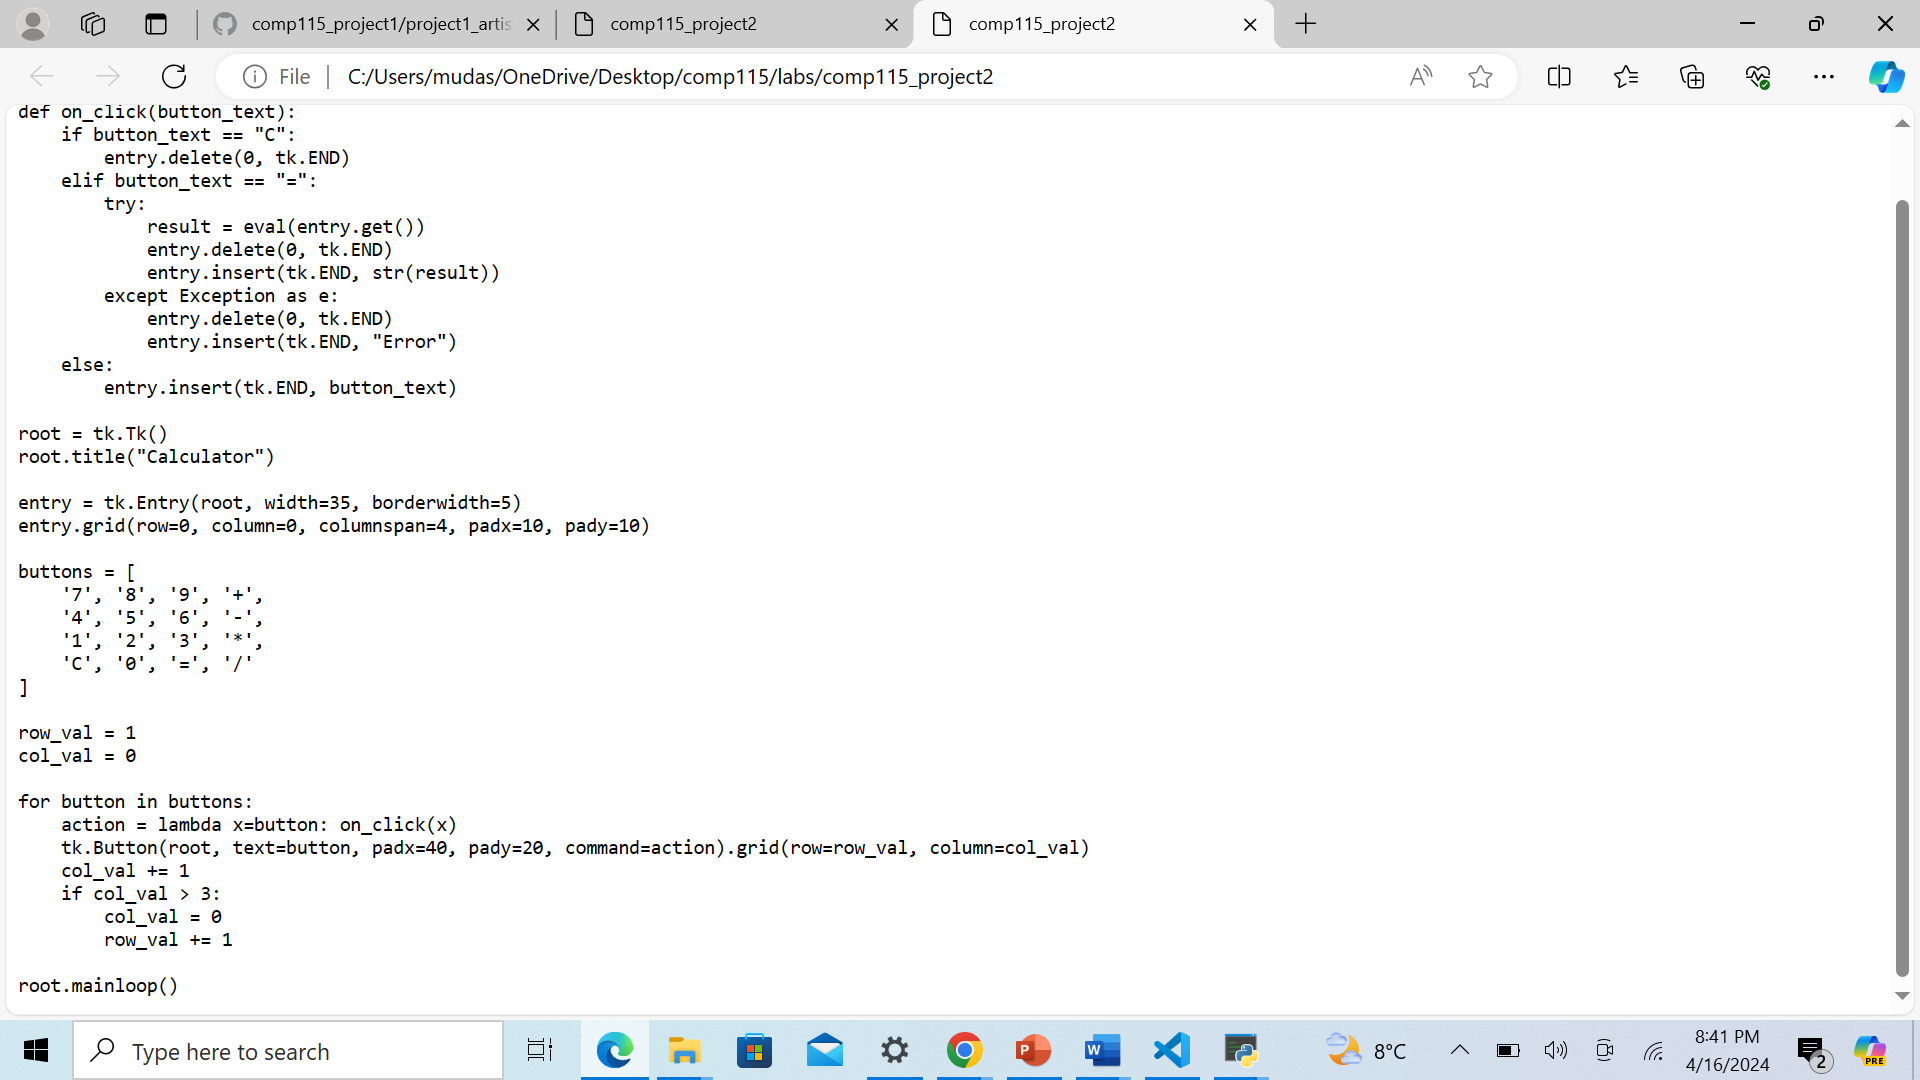 comp115_project1/project1_artis
comp115_project2
comp115_project2
File
C:/Users/mudas/OneDrive/Desktop/comp115/labs/comp115_project2
def on_click(button_text):
    if button_text == "C":
        entry.delete(0, tk.END)
    elif button_text == "=":
        try:
            result = eval(entry.get())
            entry.delete(0, tk.END)
            entry.insert(tk.END, str(result))
        except Exception as e:
            entry.delete(0, tk.END)
            entry.insert(tk.END, "Error")
    else:
        entry.insert(tk.END, button_text)
root = tk.Tk()
root.title("Calculator")
entry = tk.Entry(root, width=35, borderwidth=5)
entry.grid(row=0, column=0, columnspan=4, padx=10, pady=10)
buttons = [
    '7', '8', '9', '+',
    '4', '5', '6', '-',
    '1', '2', '3', '*',
    'C', '0', '=', '/'
]
row_val = 1
col_val = 0
for button in buttons:
    action = lambda x=button: on_click(x)
    tk.Button(root, text=button, padx=40, pady=20, command=action).grid(row=row_val, column=col_val)
    col_val += 1
    if col_val > 3:
        col_val = 0
        row_val += 1
root.mainloop()
Type here to search
8°C
8:41 PM
4/16/2024
2
PRE